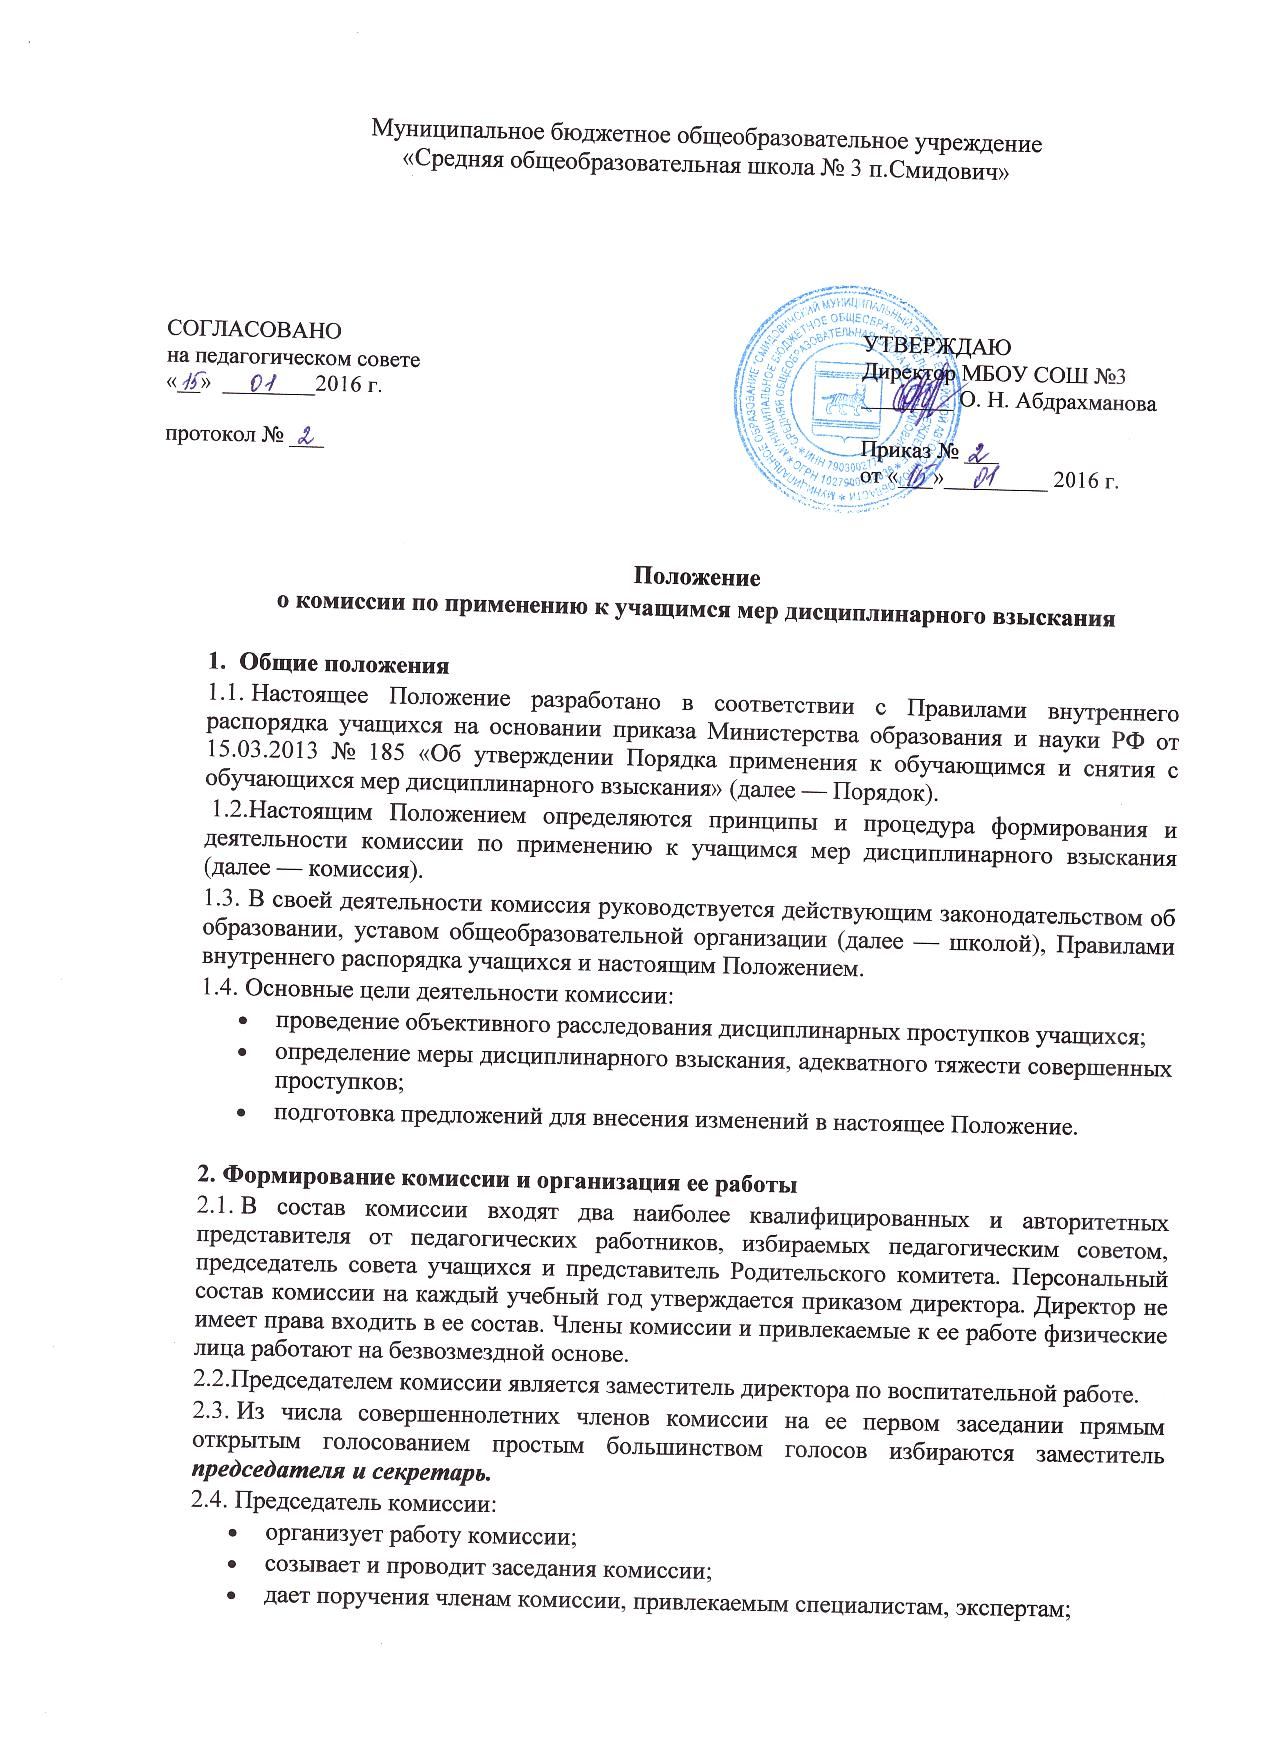 Муниципальное бюджетное общеобразовательное учреждение
«Средняя общеобразовательная школа № 3 п.Смидович»
СОГЛАСОВАНО
на педагогическом совете
«15» 01 2016 г.
протокол № 2
УТВЕРЖДАЮ
Директор МБОУ СОШ №3
О. Н. Абдрахманова
Приказ № 2
от «15» 01 2016 г.
Положение
о комиссии по применению к учащимся мер дисциплинарного взыскания
1. Общие положения
1.1. Настоящее Положение разработано в соответствии с Правилами внутреннего
распорядка учащихся на основании приказа Министерства образования и науки РФ от
15.03.2013 № 185 «Об утверждении Порядка применения к обучающимся и снятия с
обучающихся мер дисциплинарного взыскания» (далее — Порядок).
1.2.Настоящим Положением определяются принципы и процедура формирования и
деятельности комиссии по применению к учащимся мер дисциплинарного взыскания
(далее — комиссия).
1.3. В своей деятельности комиссия руководствуется действующим законодательством об
образовании, уставом общеобразовательной организации (далее — школой), Правилами
внутреннего распорядка учащихся и настоящим Положением.
1.4. Основные цели деятельности комиссии:
• проведение объективного расследования дисциплинарных проступков учащихся;
• определение меры дисциплинарного взыскания, адекватного тяжести совершенных
проступков;
• подготовка предложений для внесения изменений в настоящее Положение.
2. Формирование комиссии и организация ее работы
2.1. В состав комиссии входят два наиболее квалифицированных и авторитетных
представителя от педагогических работников, избираемых педагогическим советом,
председатель совета учащихся и представитель Родительского комитета. Персональный
состав комиссии на каждый учебный год утверждается приказом директора. Директор не
имеет права входить в ее состав. Члены комиссии и привлекаемые к ее работе физические
лица работают на безвозмездной основе.
2.2.Председателем комиссии является заместитель директора по воспитательной работе.
2.3. Из числа совершеннолетних членов комиссии на ее первом заседании прямым
открытым голосованием простым большинством голосов избираются заместитель
председателя и секретарь.
2.4. Председатель комиссии:
• организует работу комиссии;
• созывает и проводит заседания комиссии;
• дает поручения членам комиссии, привлекаемым специалистам, экспертам;